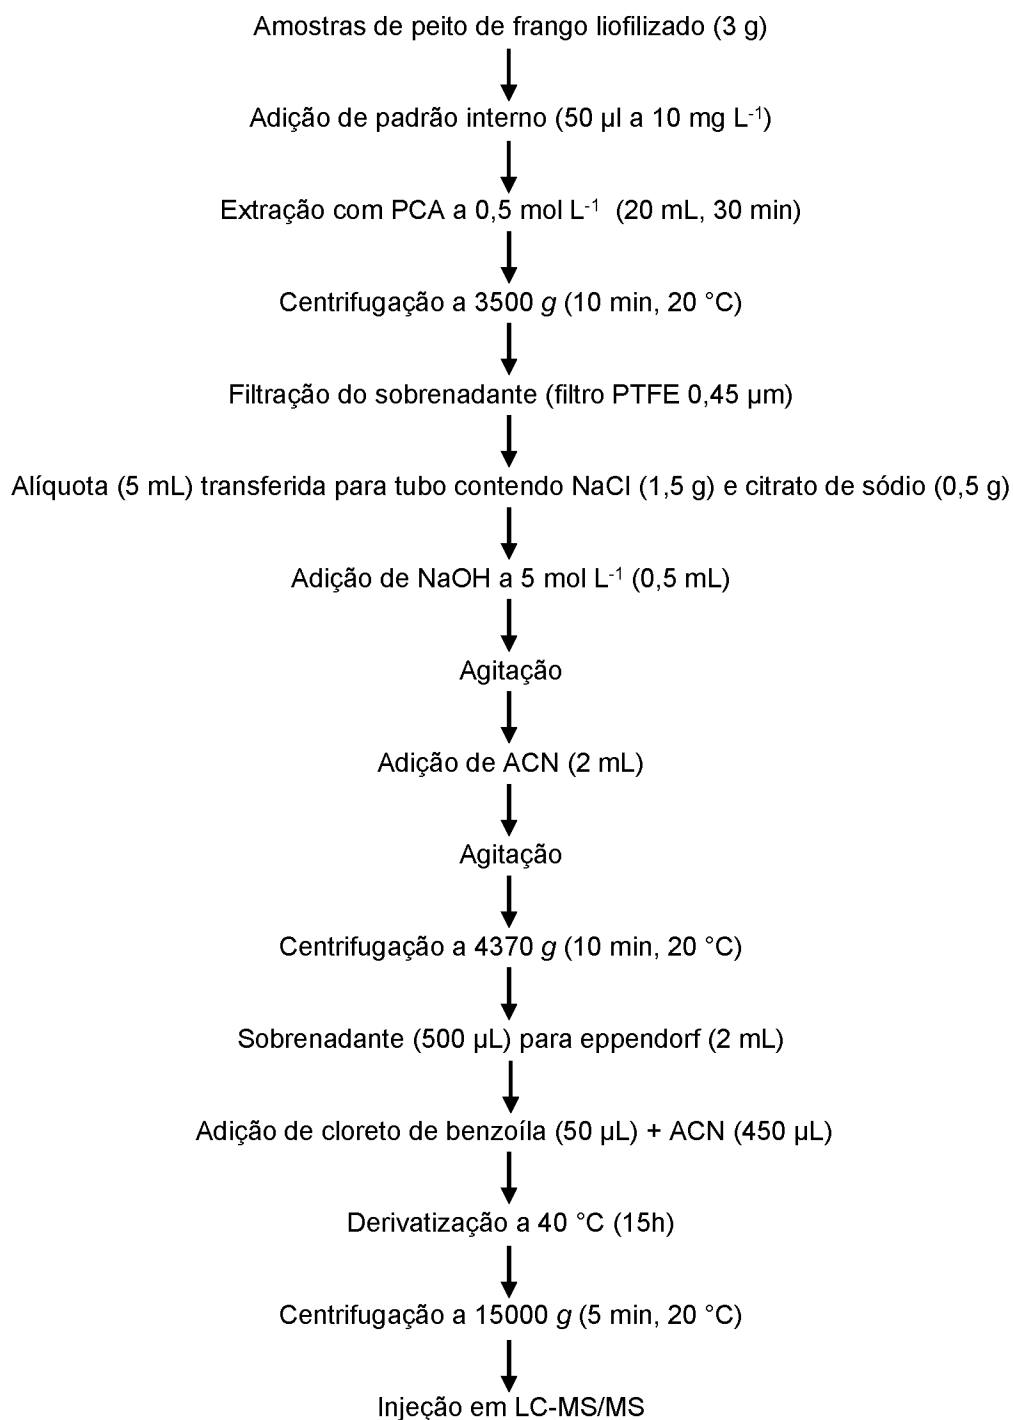 Amostras de peito de frango liofilizado (3 g)
Adição de padrão interno (50 µl a 10 mg L⁻¹)
Extração com PCA a 0,5 mol L⁻¹ (20 mL, 30 min)
Centrifugação a 3500 g (10 min, 20 °C)
Filtração do sobrenadante (filtro PTFE 0,45 µm)
Alíquota (5 mL) transferida para tubo contendo NaCl (1,5 g) e citrato de sódio (0,5 g)
Adição de NaOH a 5 mol L⁻¹ (0,5 mL)
Agitação
Adição de ACN (2 mL)
Agitação
Centrifugação a 4370 g (10 min, 20 °C)
Sobrenadante (500 µL) para eppendorf (2 mL)
Adição de cloreto de benzoíla (50 µL) + ACN (450 µL)
Derivatização a 40 °C (15h)
Centrifugação a 15000 g (5 min, 20 °C)
Injeção em LC-MS/MS